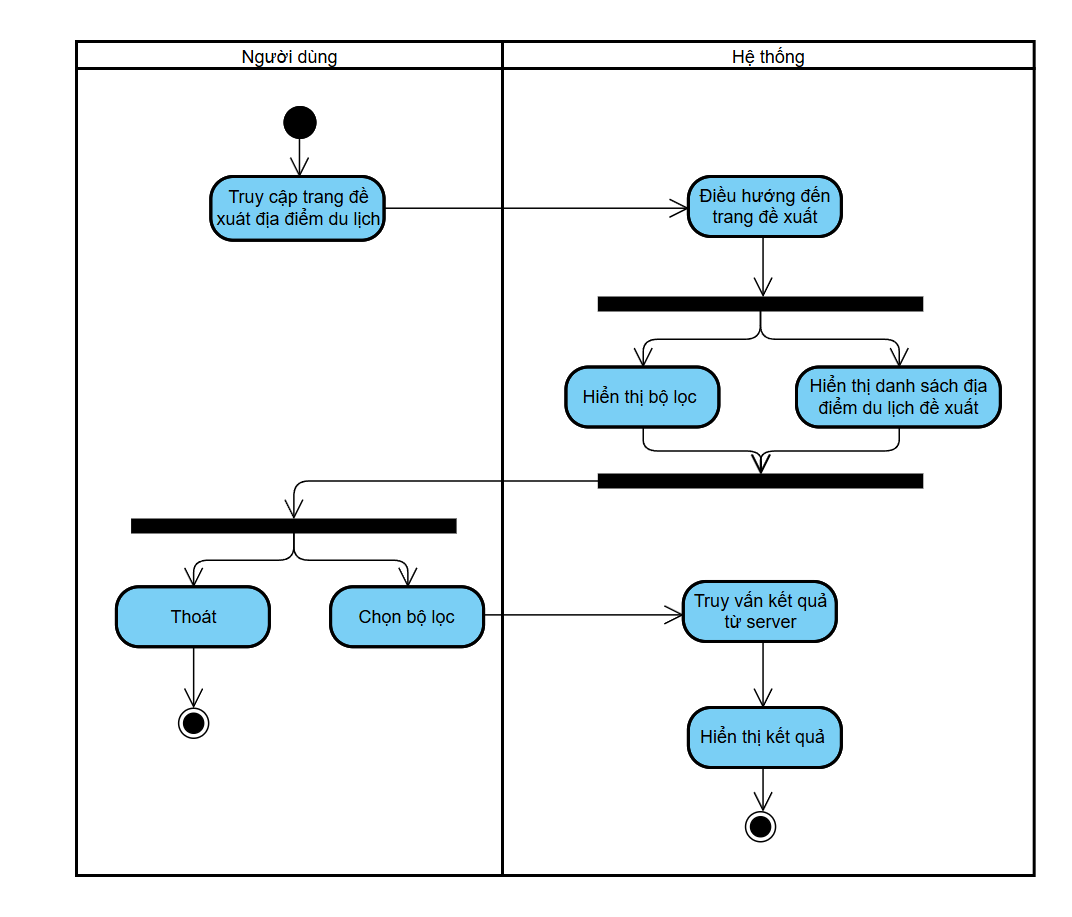 Người dùng
Hệ thống
Truy cập trang đề
xuát địa điểm du lịch
Điều hướng đến
trang đề xuất
Hiển thị bộ lọc
Hiển thị danh sách địa
điểm du lịch đề xuất
Thoát
Chọn bộ lọc
Truy vấn kết quả
từ server
Hiển thị kết quả